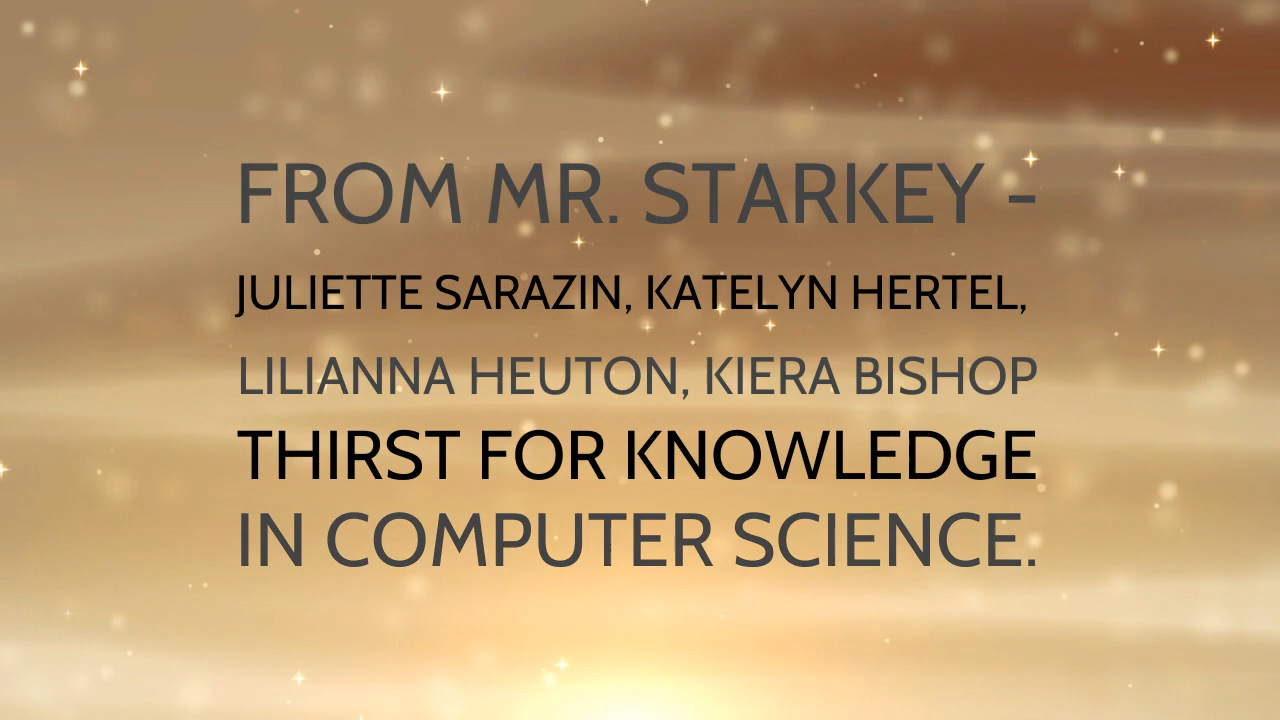 FROM MR. STARKEY -
JULIETTE SARAZIN, KATELYN HERTEL,
LILIANNA HEUTON, KIERA BISHOP
THIRST FOR KNOWLEDGE
IN COMPUTER SCIENCE.